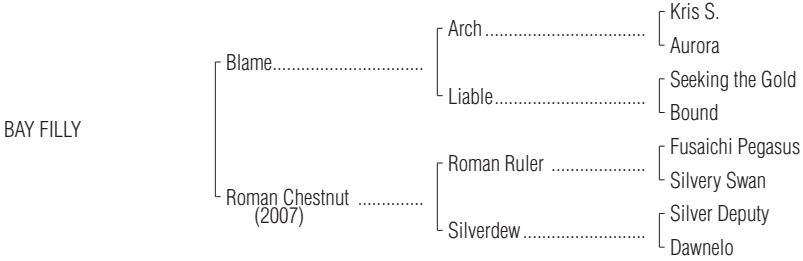 Kris S.
Arch ................................
Aurora
Blame..............................
Seeking the Gold
Liable..............................
Bound
BAY FILLY
Fusaichi Pegasus
Roman Ruler ....................
Silvery Swan
Roman Chestnut ..............
(2007)
Silver Deputy
Silverdew .........................
Dawnelo